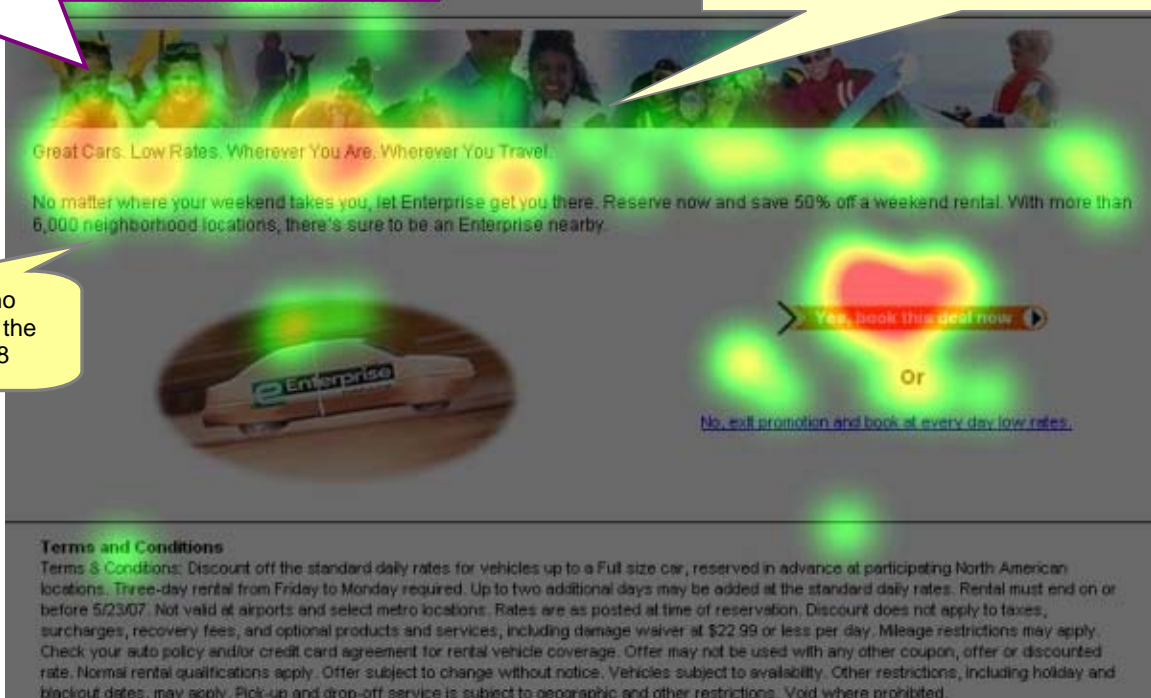 Great Cars. Low Rates. Wherever You Are. Wherever You Travel.
No matter where your weekend takes you, let Enterprise get you there. Reserve now and save 50% off a weekend rental. With more than
6,000 neighborhood locations, there's sure to be an Enterprise nearby.
no
the
8
Yes, book this deal now
Enterprise
Or
No, exit promotion and book at every day low rates.
Terms and Conditions
Terms & Conditions: Discount off the standard daily rates for vehicles up to a Full size car, reserved in advance at participating North American
locations. Three-day rental from Friday to Monday required. Up to two additional days may be added at the standard daily rates. Rental must end on or
before 5/23/07. Not valid at airports and select metro locations. Rates are as posted at time of reservation. Discount does not apply to taxes,
surcharges, recovery fees, and optional products and services, including damage waiver at $22.99 or less per day. Mileage restrictions may apply.
Check your auto policy and/or credit card agreement for rental vehicle coverage. Offer may not be used with any other coupon, offer or discounted
rate. Normal rental qualifications apply. Offer subject to change without notice. Vehicles subject to availability. Other restrictions, including holiday and
blackout dates, may apply. Pick-up and drop-off service is subject to geographic and other restrictions. Void where prohibited.